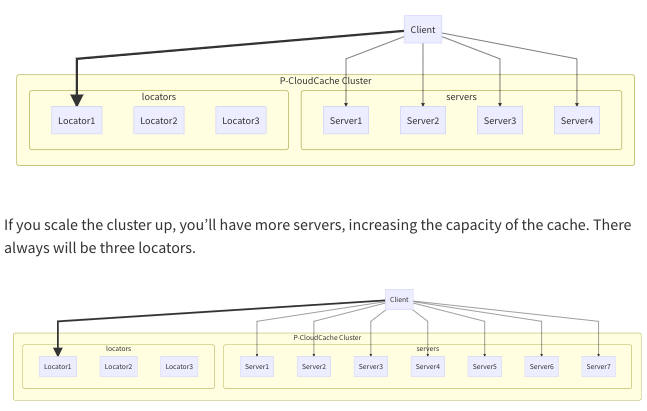 Client
P-CloudCache Cluster
locators
servers
Locator1
Locator2
Locator3
Server1
Server2
Server3
Server4
If you scale the cluster up, you’ll have more servers, increasing the capacity of the cache. There
always will be three locators.
Client
P-CloudCache Cluster
locators
servers
Locator1
Locator2
Locator3
Server1
Server2
Server3
Server4
Server5
Server6
Server7